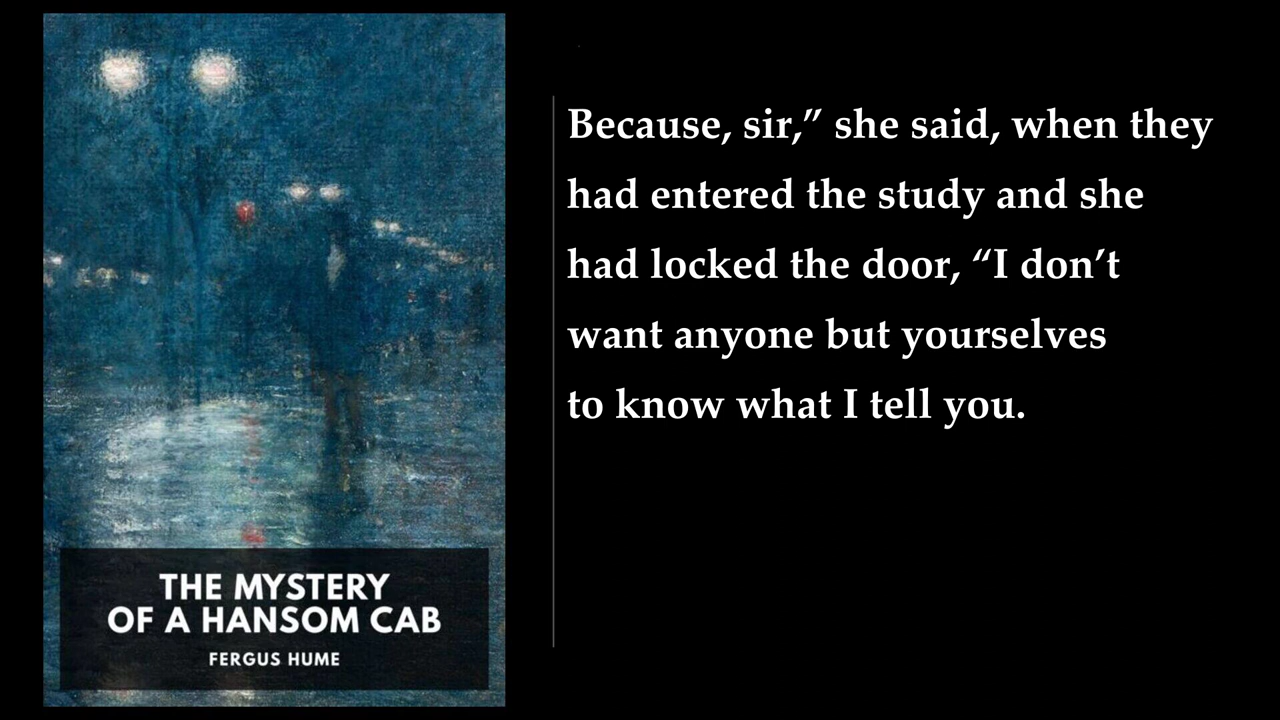 Because, sir,” she said, when they
had entered the study and she
had locked the door, “I don’t
want anyone but yourselves
to know what I tell you.
THE MYSTERY
OF A HANSOM CAB
FERGUS HUME